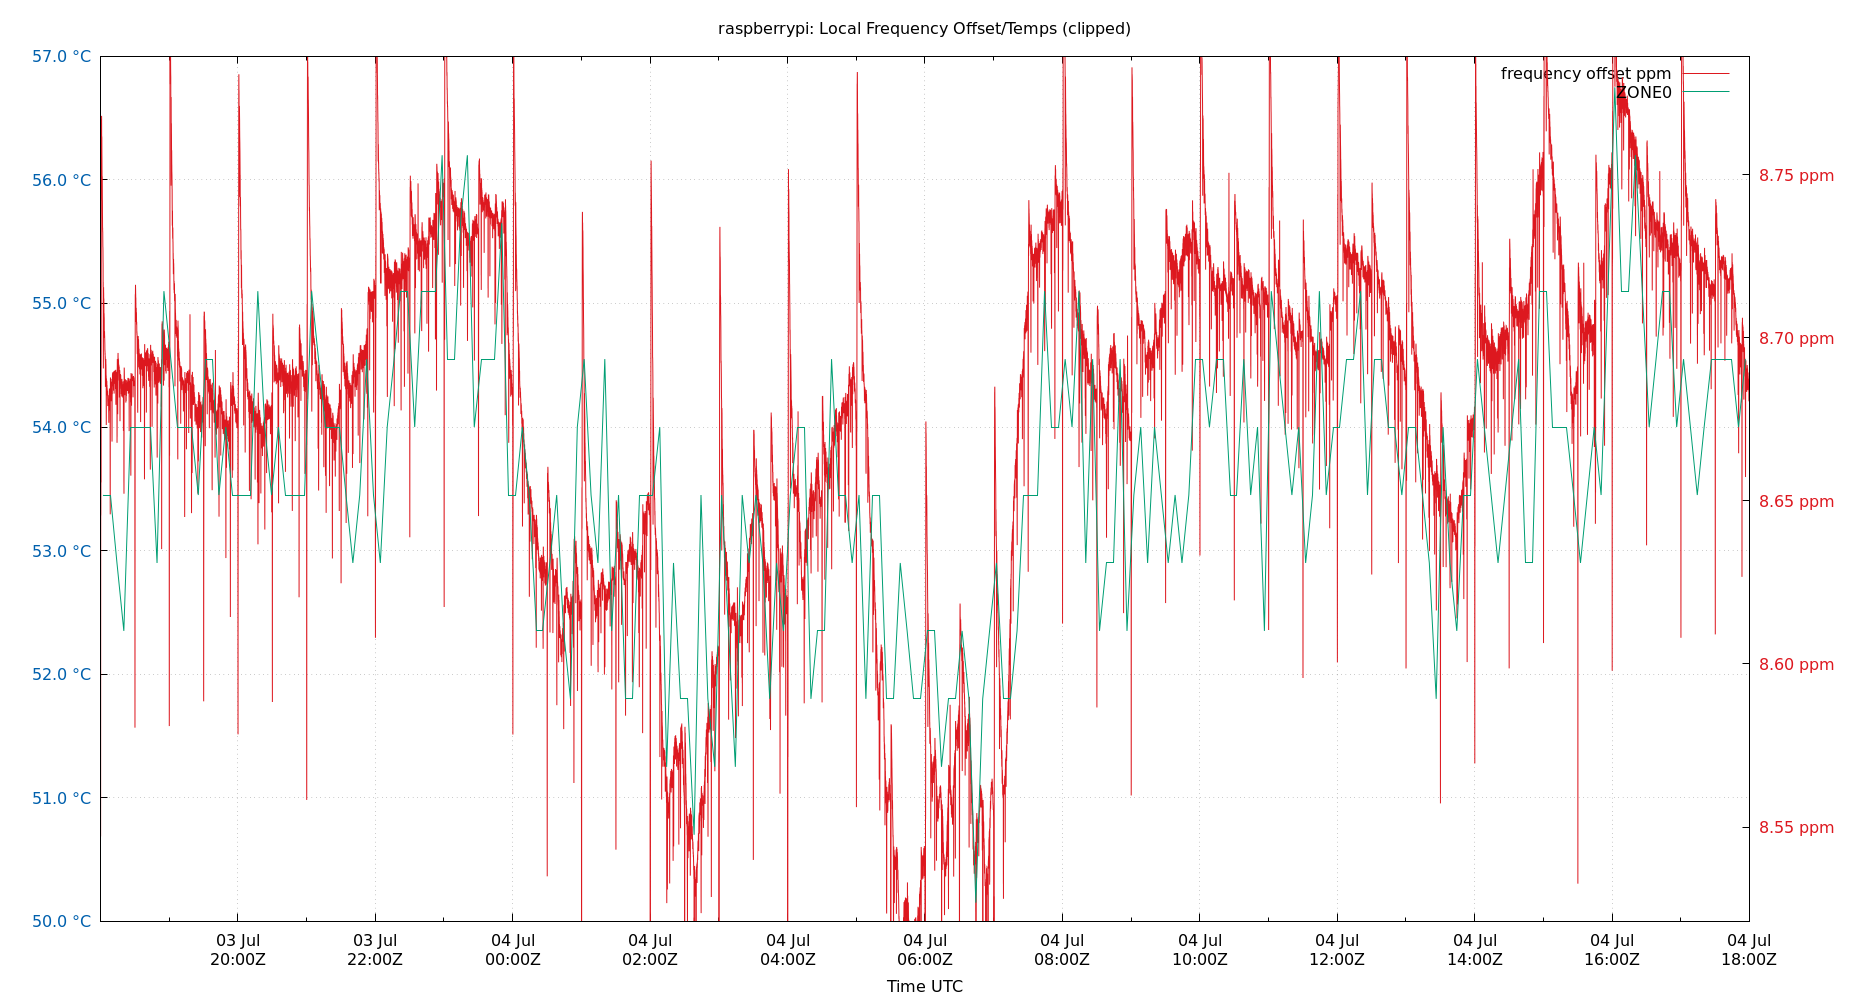 raspberrypi: Local Frequency Offset/Temps (clipped)
frequency offset ppm
ZONE0
57.0 °C
56.0 °C
55.0 °C
54.0 °C
53.0 °C
52.0 °C
51.0 °C
50.0 °C
8.75 ppm
8.70 ppm
8.65 ppm
8.60 ppm
8.55 ppm
03 Jul 03 Jul 04 Jul 04 Jul 04 Jul 04 Jul 04 Jul 04 Jul 04 Jul 04 Jul 04 Jul 04 Jul
20:00Z 22:00Z 00:00Z 02:00Z 04:00Z 06:00Z 08:00Z 10:00Z 12:00Z 14:00Z 16:00Z 18:00Z
Time UTC